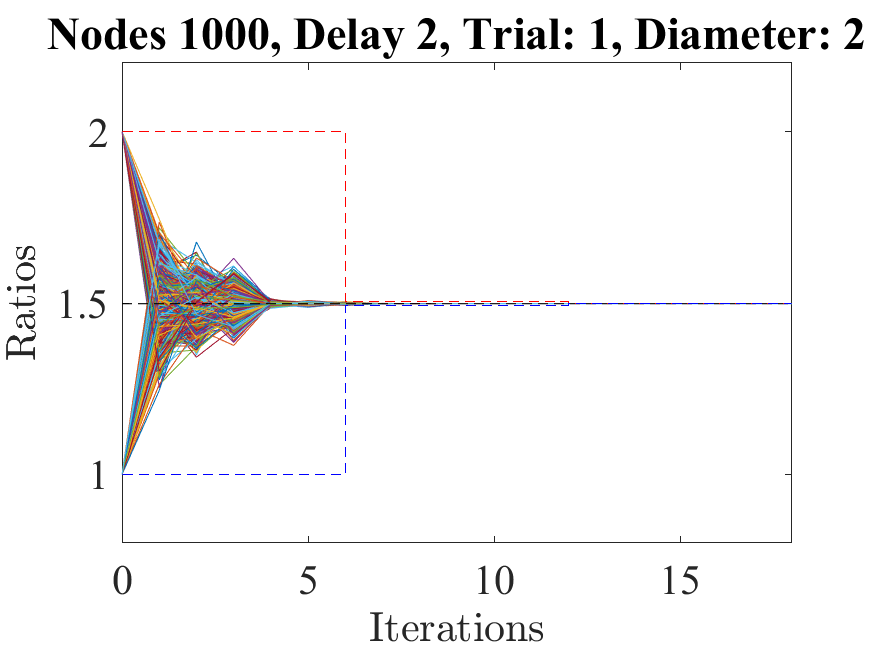 Nodes 1000, Delay 2, Trial: 1, Diameter: 2
2
1.5
1
Ratios
0 5 10 15
Iterations